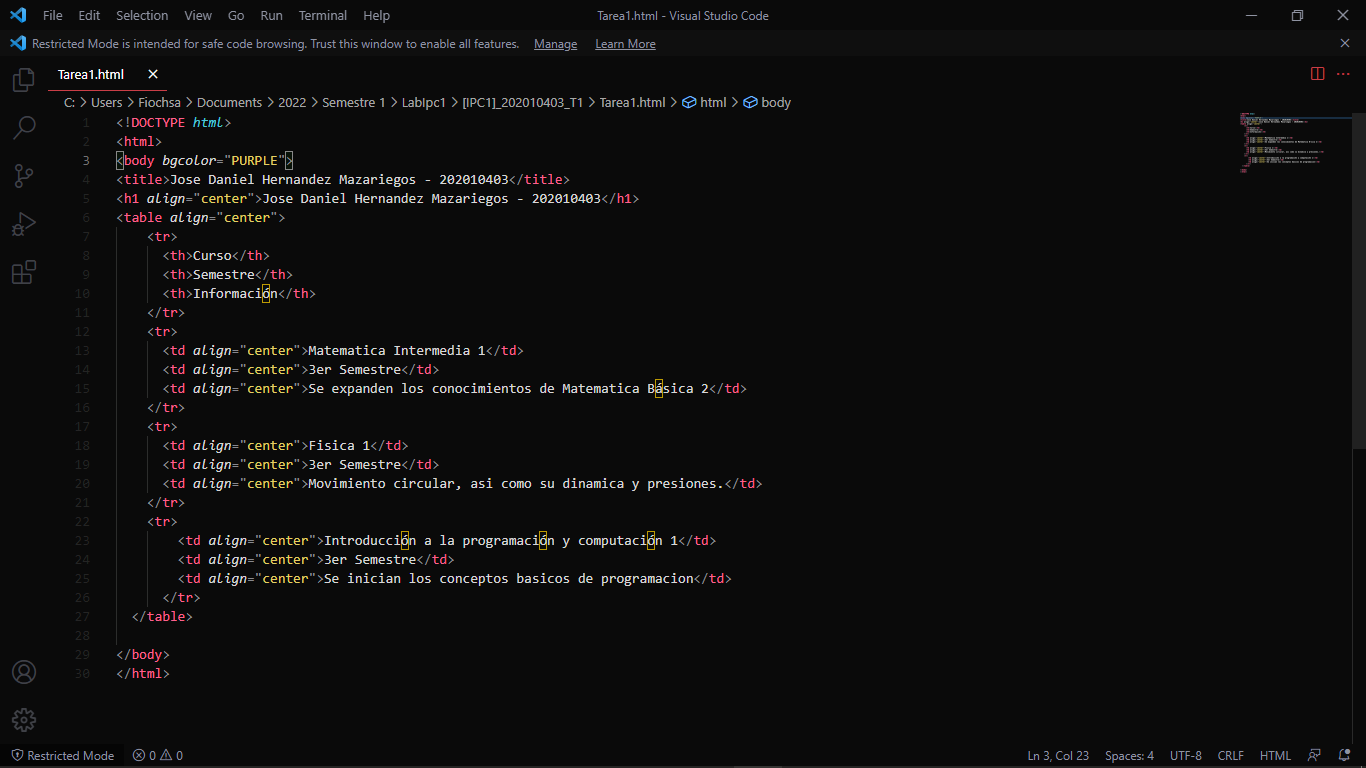 File Edit Selection View Go Run Terminal Help Tarea1.html - Visual Studio Code
Restricted Mode is intended for safe code browsing. Trust this window to enable all features. Manage Learn More
Tarea1.html
C: > Users > Fiochsa > Documents > 2022 > Semestre 1 > LabIpc1 > [IPC1]_202010403_T1 > Tarea1.html > html > body
1 <!DOCTYPE html>
2 <html>
3 <body bgcolor="PURPLE">
4 <title>Jose Daniel Hernandez Mazariegos - 202010403</title>
5 <h1 align="center">Jose Daniel Hernandez Mazariegos - 202010403</h1>
6 <table align="center">
7     <tr>
8       <th>Curso</th>
9       <th>Semestre</th>
10       <th>Información</th>
11     </tr>
12     <tr>
13       <td align="center">Matematica Intermedia 1</td>
14       <td align="center">3er Semestre</td>
15       <td align="center">Se expanden los conocimientos de Matematica Básica 2</td>
16     </tr>
17     <tr>
18       <td align="center">Fisica 1</td>
19       <td align="center">3er Semestre</td>
20       <td align="center">Movimiento circular, asi como su dinamica y presiones.</td>
21     </tr>
22     <tr>
23         <td align="center">Introducción a la programación y computación 1</td>
24         <td align="center">3er Semestre</td>
25         <td align="center">Se inician los conceptos basicos de programacion</td>
26       </tr>
27   </table>
28
29 </body>
30 </html>
Restricted Mode 0 0 Ln 3, Col 23 Spaces: 4 UTF-8 CRLF HTML